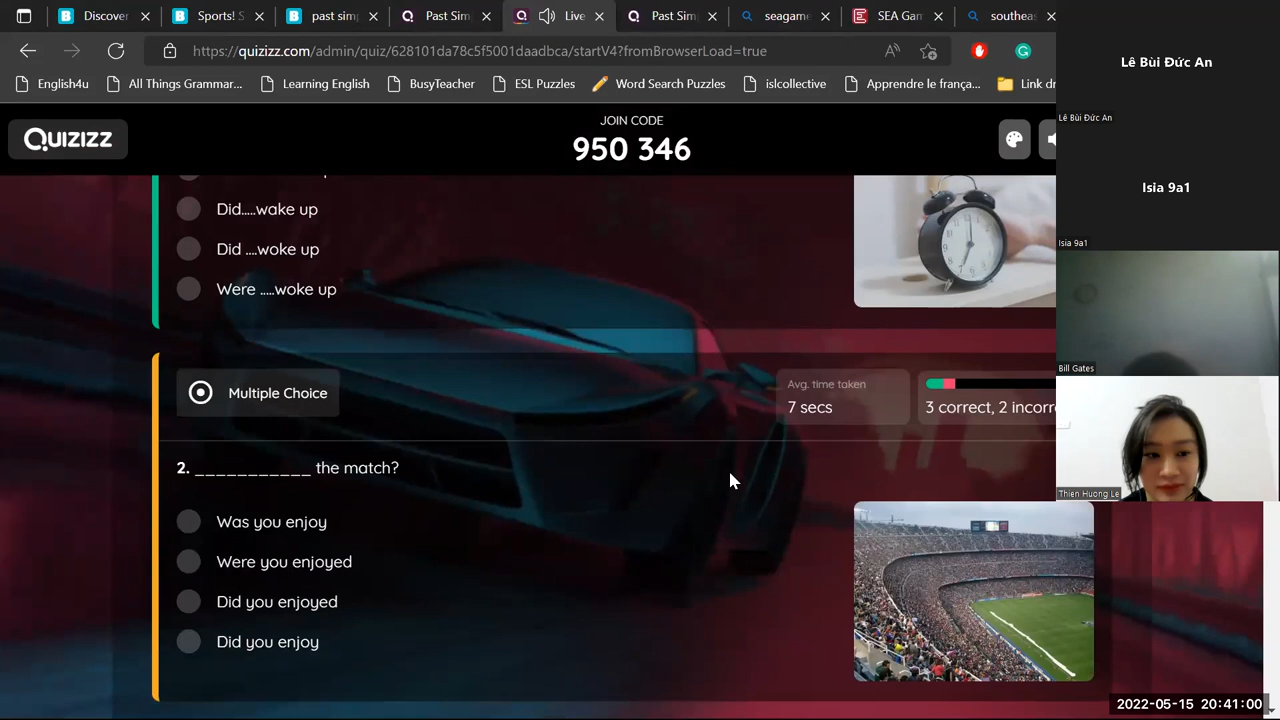 Discover
Sports! S
past sim
Past Sim
Live
Past Sim
seagame
SEA Gam
southeas
https://quizizz.com/admin/quiz/628101da78c5f5001daadbca/startV4?fromBrowserLoad=true
English4u
All Things Grammar...
Learning English
BusyTeacher
ESL Puzzles
Word Search Puzzles
islcollective
Apprendre le frança...
Link dr
QUIZIZZ
JOIN CODE
950 346
Did.....wake up
Did ....woke up
Were .....woke up
Multiple Choice
Avg. time taken
7 secs
3 correct, 2 incorr
2. ___________ the match?
Was you enjoy
Were you enjoyed
Did you enjoyed
Did you enjoy
Lê Bùi Đức An
Lê Bùi Đức An
Isia 9a1
Isia 9a1
Bill Gates
Thien Huong Le
2022-05-15 20:41:00